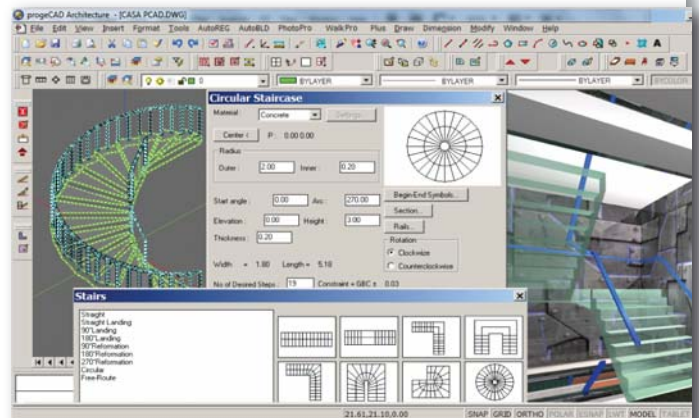 progeCAD Architecture - [CASA PCAD.DWG]
File Edit View Insert Format Tools AutoREG AutoBLD PhotoPro WalkPro Plus Draw Dimension Modify Window Help
0 BYLAYER BYLAYER BYLAYER BYCOLOR
Circular Staircase
Material : Concrete Settings...
Center < P : 0.00 0.00
Radius
Outer : 2.00 Inner : 0.20
Start angle : 0.00 Arc : 270.00
Begin-End Symbols...
Elevation : 0.00 Height : 3.00
Section...
Thickness : 0.20
Rails...
Rotation
Clockwize
Width = 1.80 Length = 5.18
Counterclockwise
No of Desired Steps : 19 Constraint = GBC ± 0.03
Stairs
Straight
Straight Landing
90°Landing
180°Landing
90°Reformation
180°Reformation
270°Reformation
Circular
Free-Route
21.61,21.10,0.00 SNAP GRID ORTHO POLAR ESNAP LWT MODEL TABLET